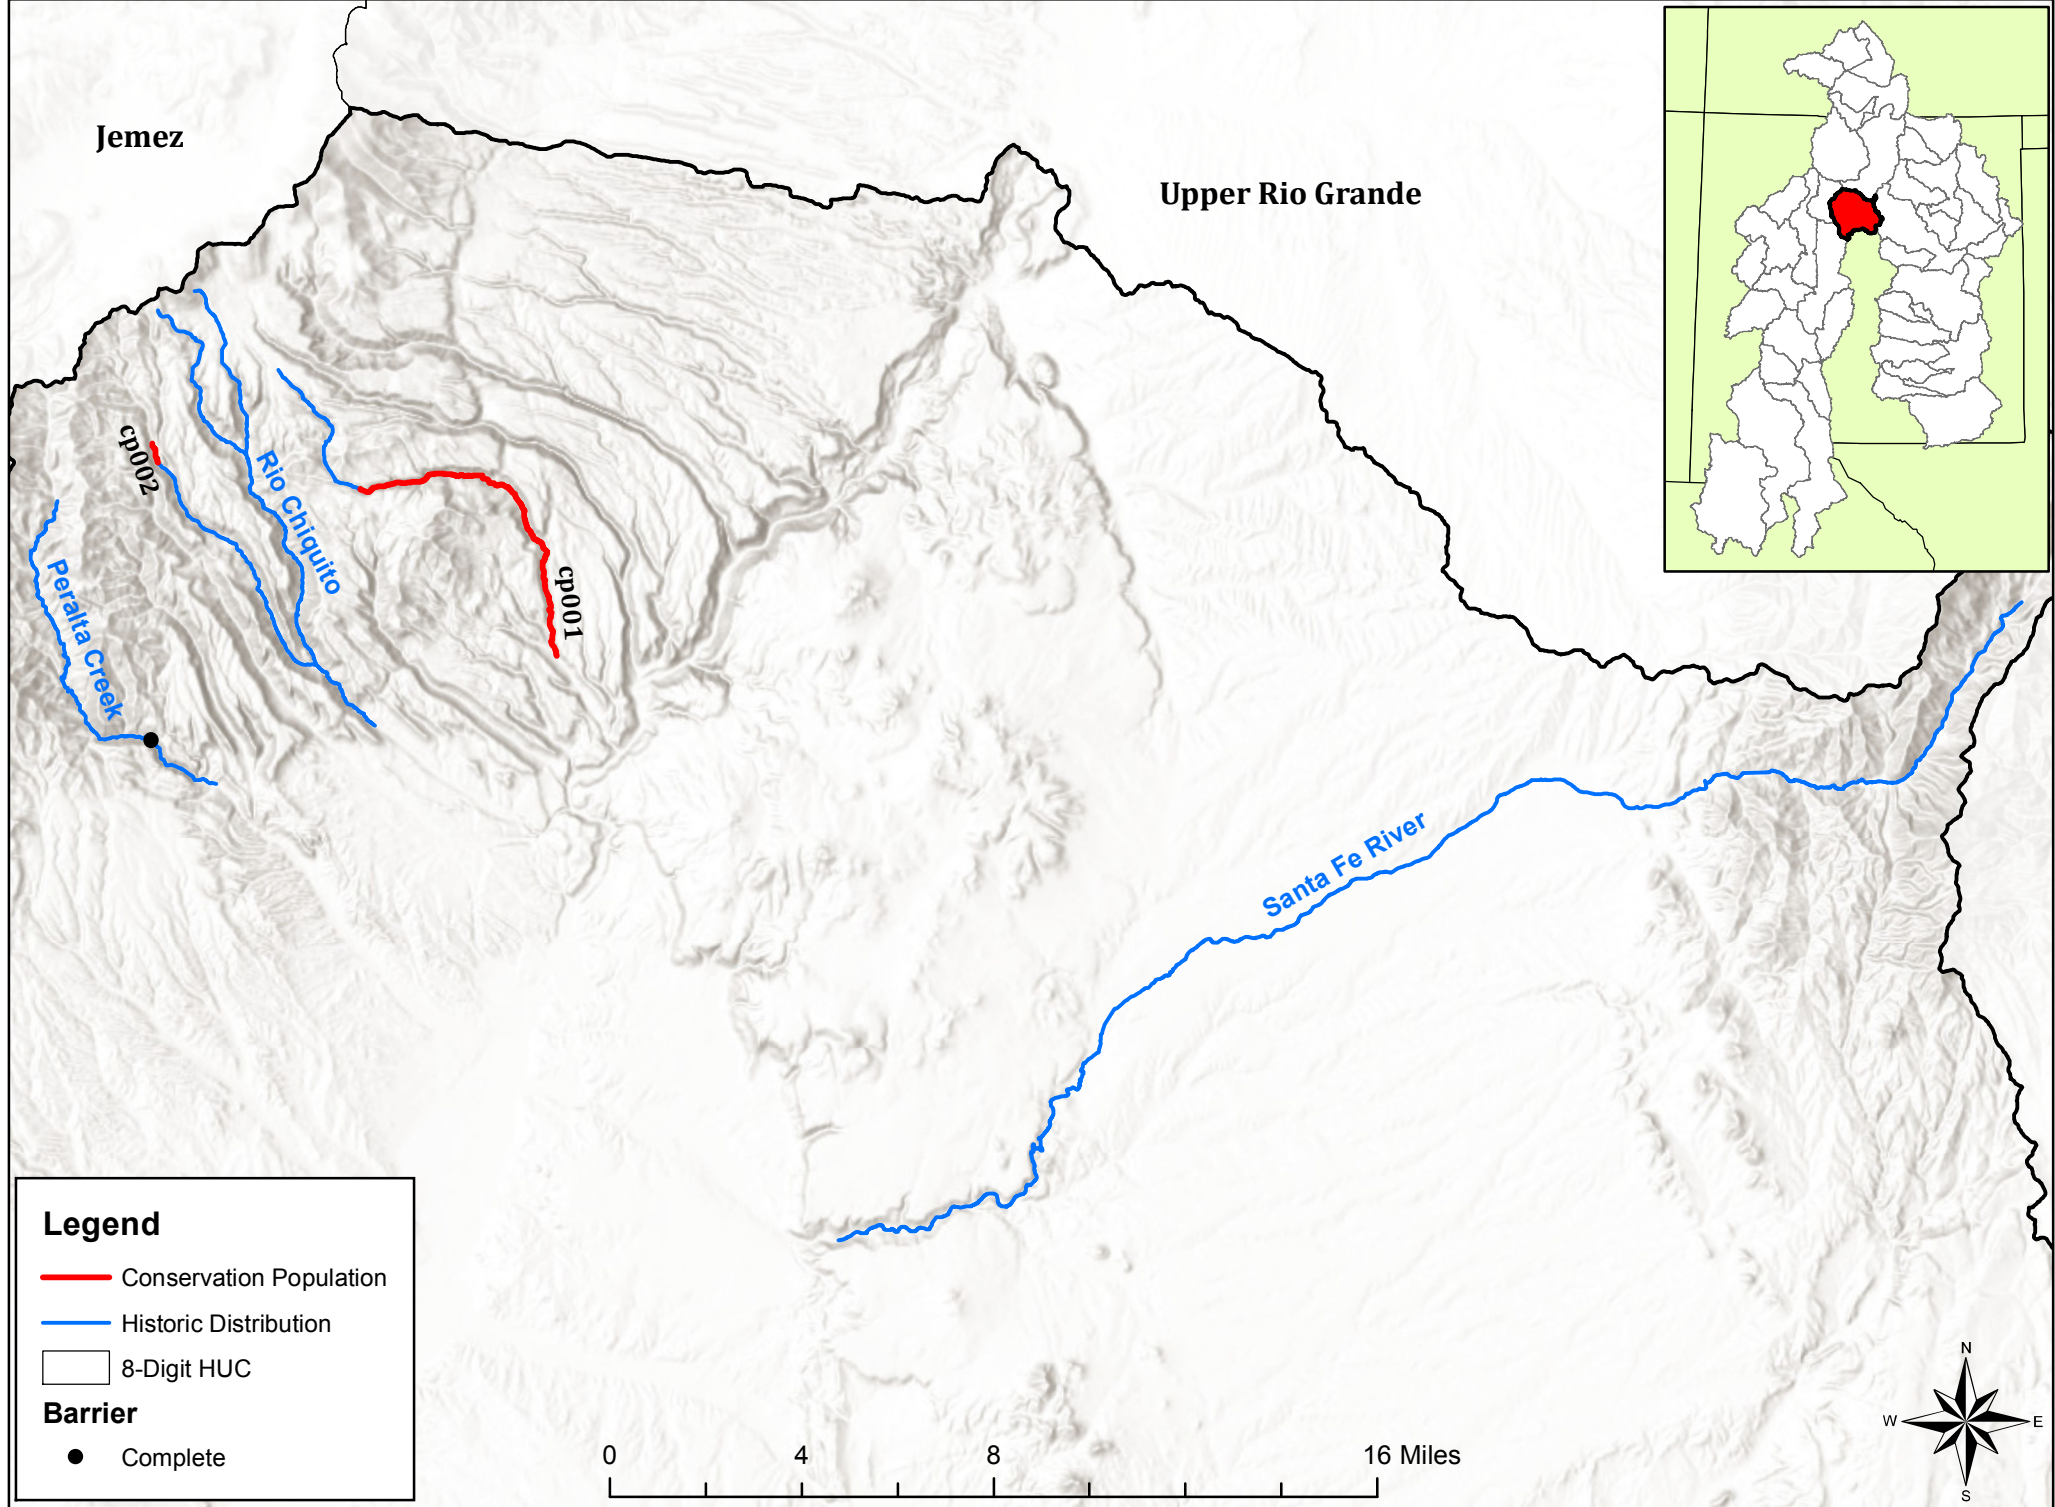 Jemez
Upper Rio Grande
cp002
Rio Chiquito
cp001
Peralta Creek
Santa Fe River
Legend
Conservation Population
Historic Distribution
8-Digit HUC
Barrier
Complete
0 4 8 16 Miles
N
W E
S